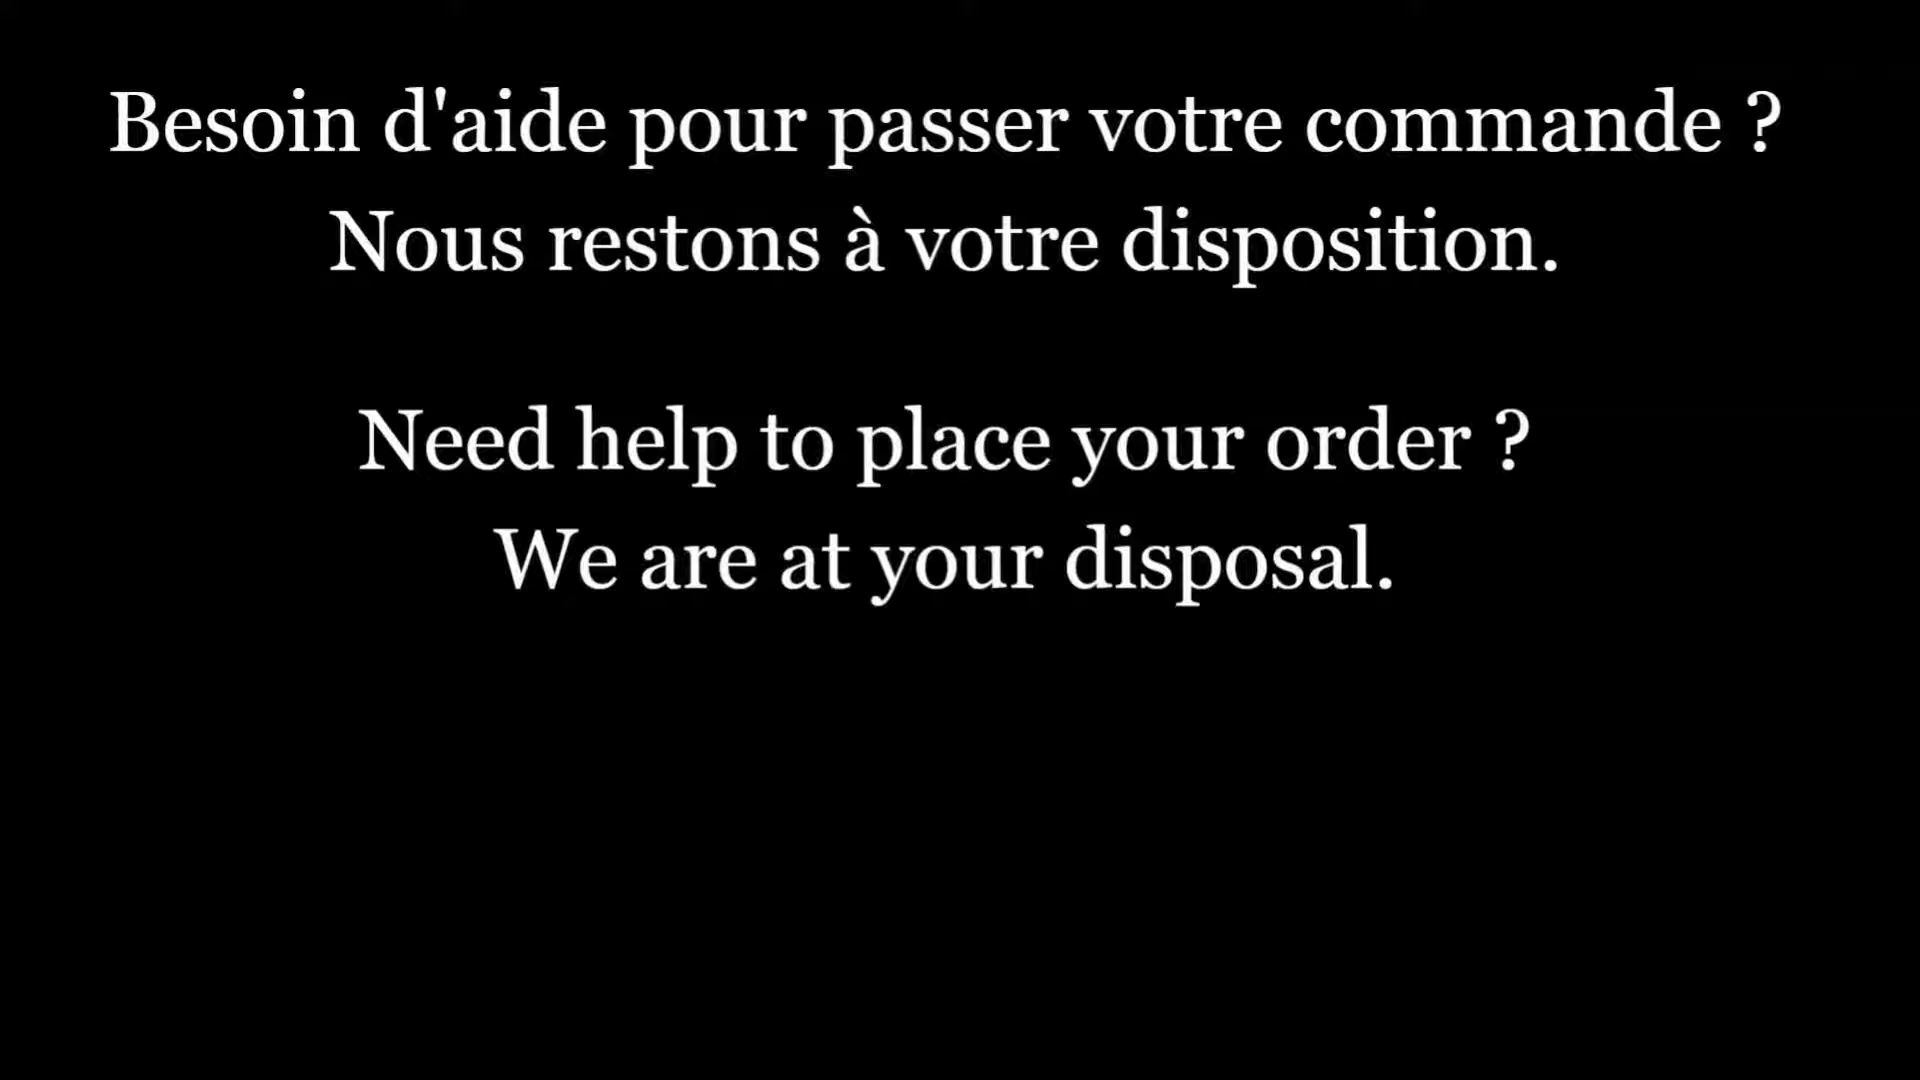 Besoin d'aide pour passer votre commande ?
Nous restons à votre disposition.
Need help to place your order ?
We are at your disposal.